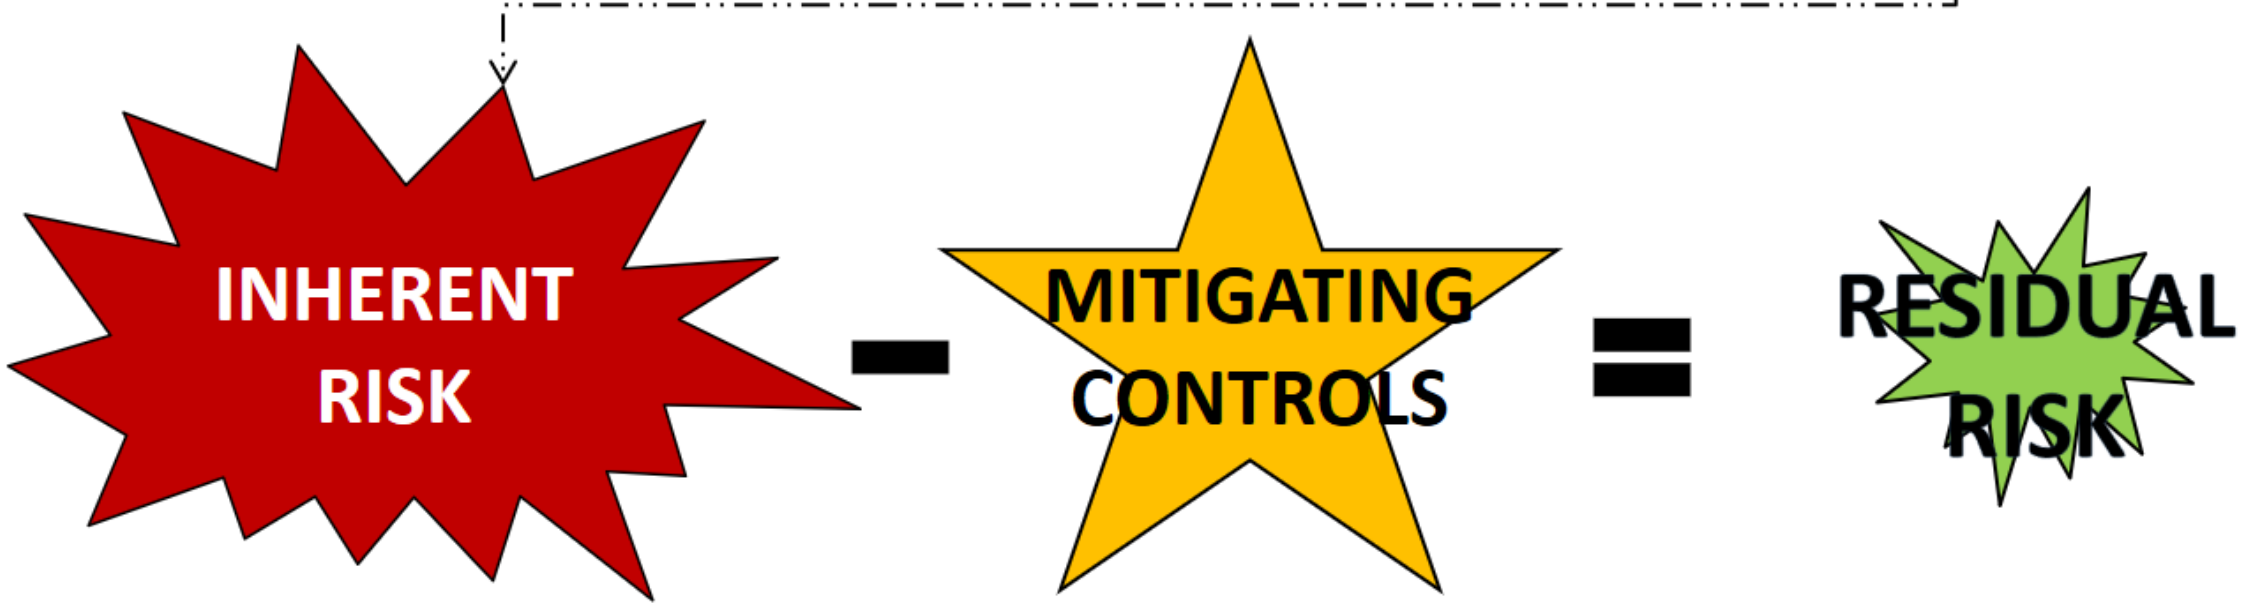 INHERENT
RISK
MITIGATING
CONTROLS
RESIDUAL
RISK